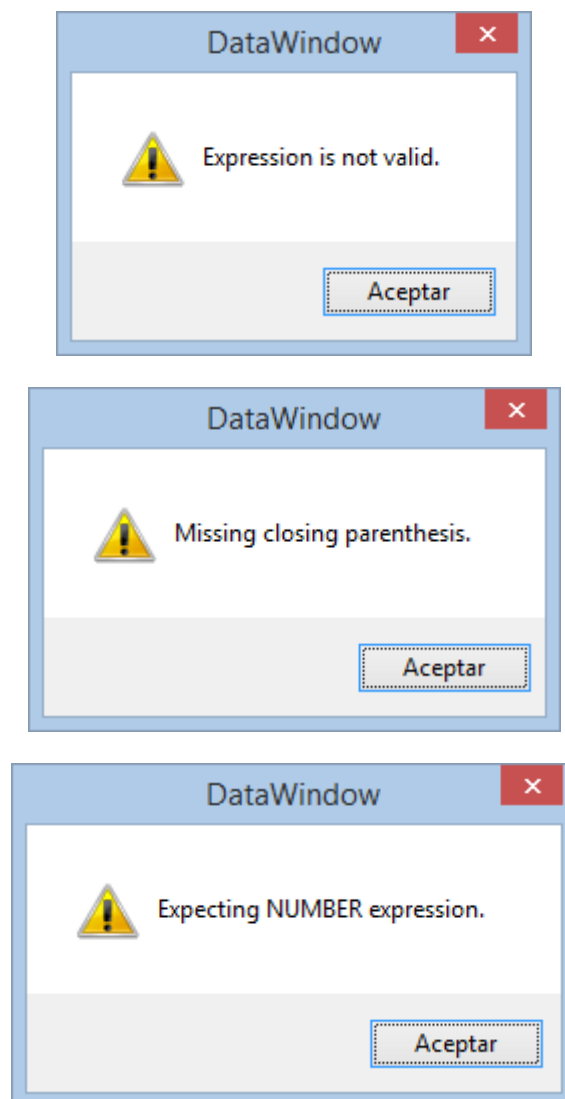 DataWindow
Expression is not valid.
Aceptar
DataWindow
Missing closing parenthesis.
Aceptar
DataWindow
Expecting NUMBER expression.
Aceptar